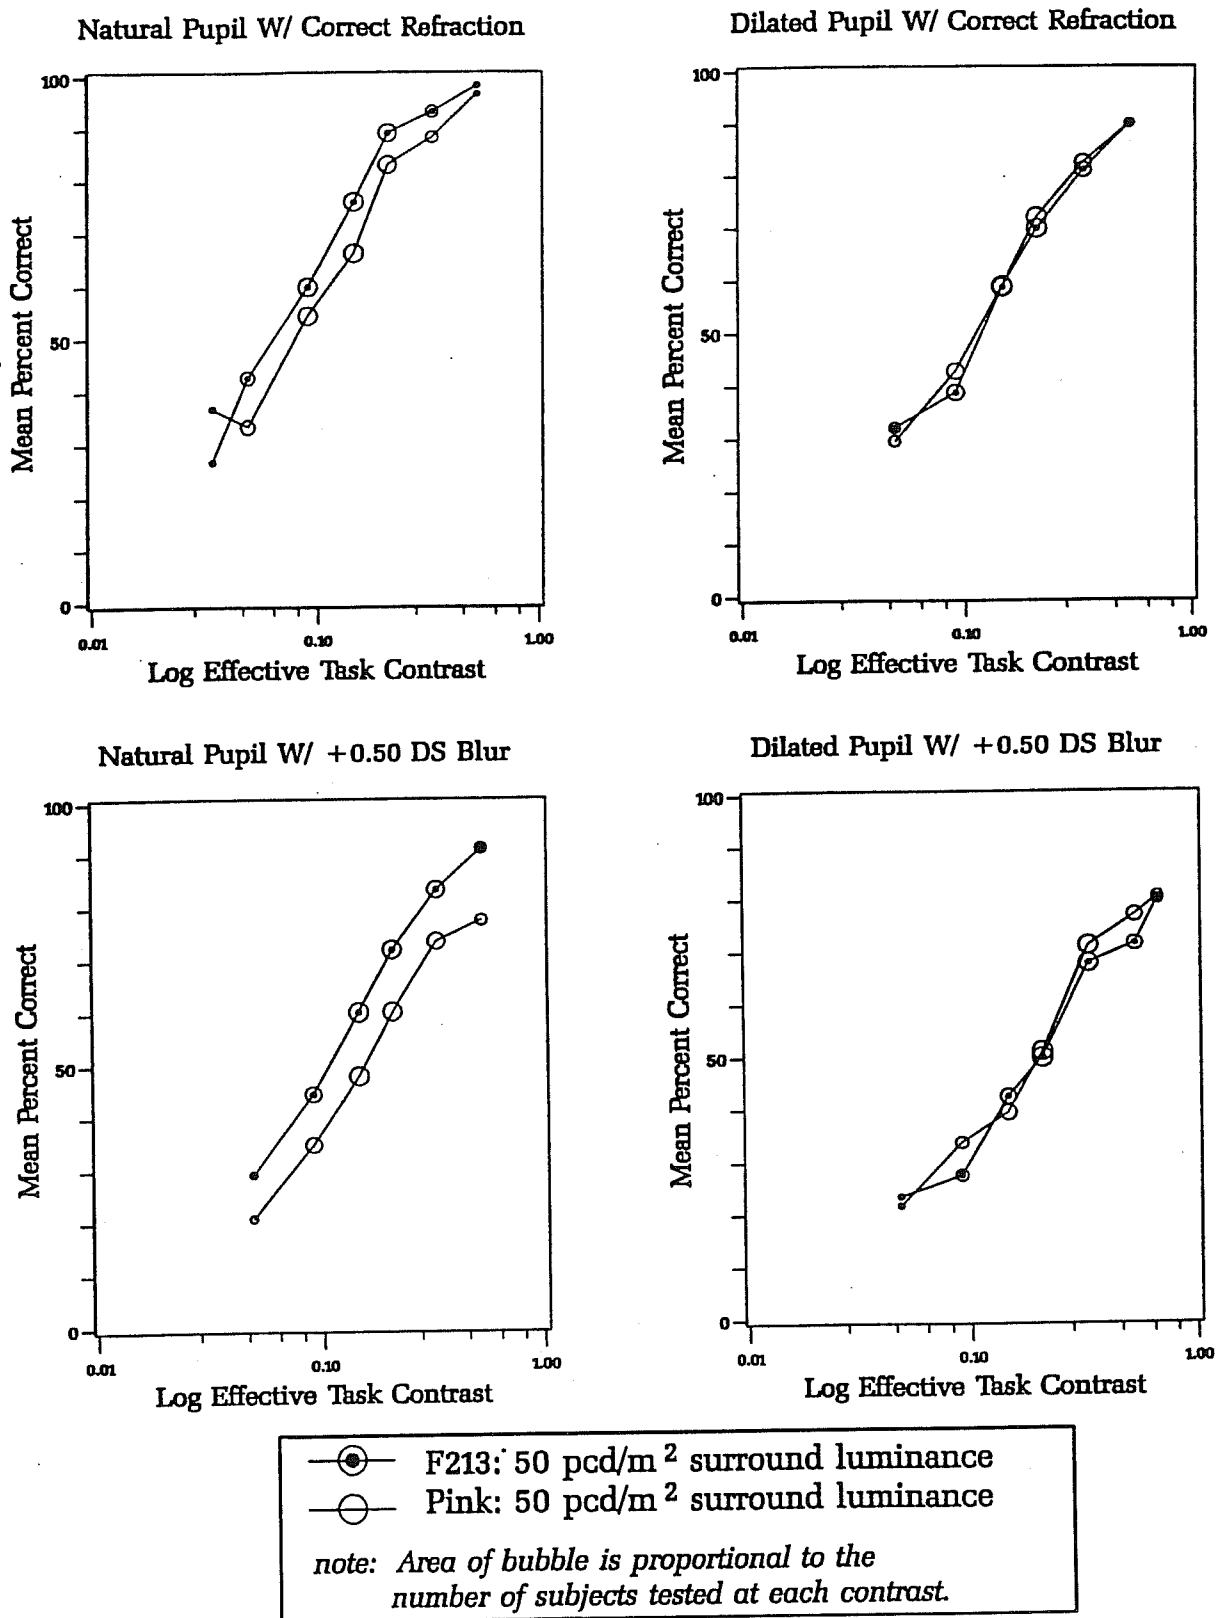 Natural Pupil W/ Correct Refraction
100
50
0
Mean Percent Correct
0.01
0.10
1.00
Log Effective Task Contrast
Dilated Pupil W/ Correct Refraction
100
50
0
Mean Percent Correct
0.01
0.10
1.00
Log Effective Task Contrast
Natural Pupil W/ +0.50 DS Blur
100
50
0
Mean Percent Correct
0.01
0.10
1.00
Log Effective Task Contrast
Dilated Pupil W/ +0.50 DS Blur
100
50
0
Mean Percent Correct
0.01
0.10
1.00
Log Effective Task Contrast
F213: 50 pcd/m² surround luminance
Pink: 50 pcd/m² surround luminance
note: Area of bubble is proportional to the
number of subjects tested at each contrast.